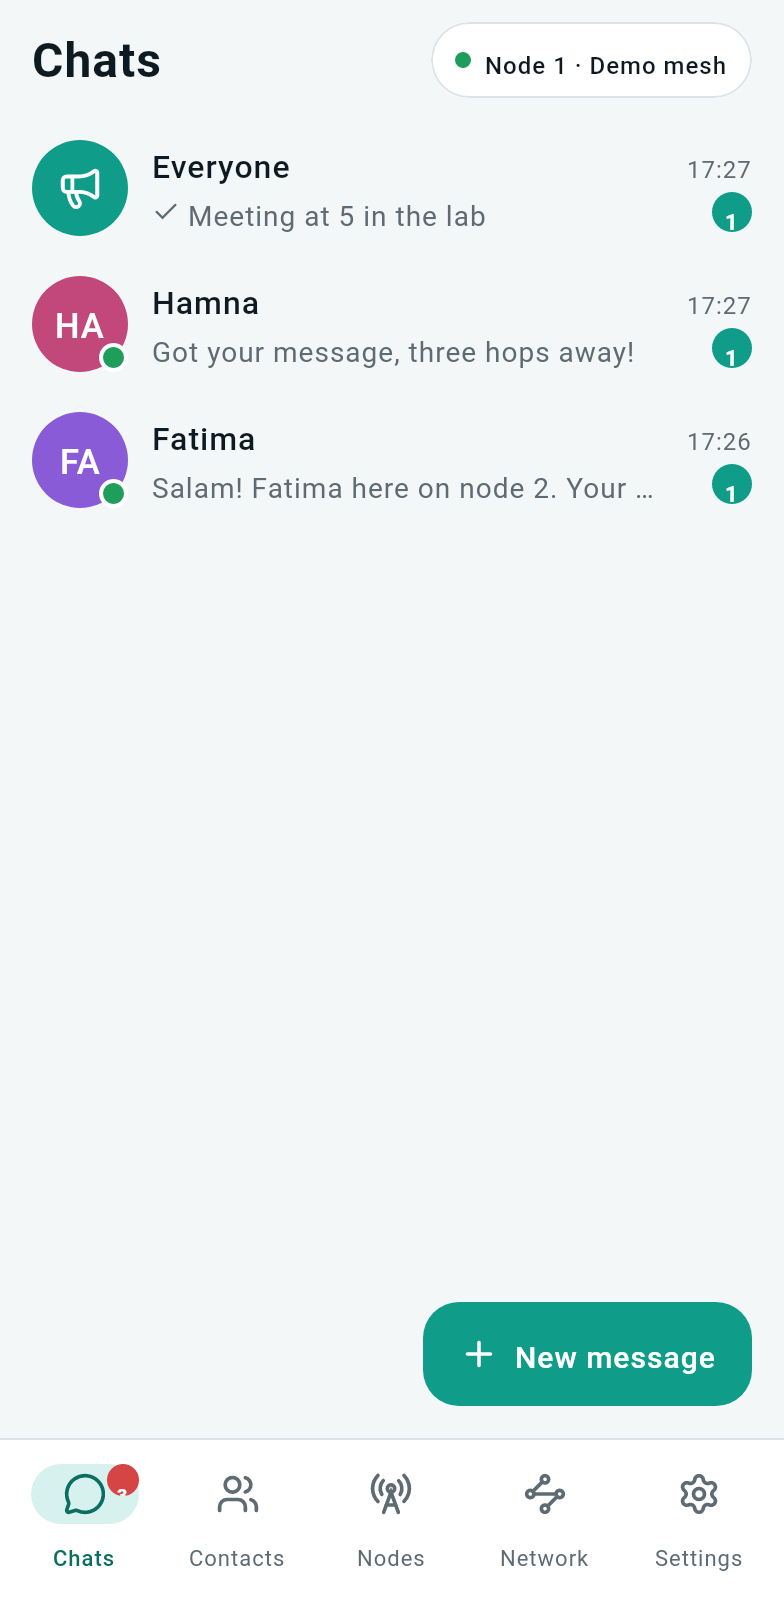 Chats
Node 1 · Demo mesh
Everyone
17:27
Meeting at 5 in the lab
1
HA
Hamna
17:27
Got your message, three hops away!
1
FA
Fatima
17:26
Salam! Fatima here on node 2. Your …
1
New message
3
Chats
Contacts
Nodes
Network
Settings